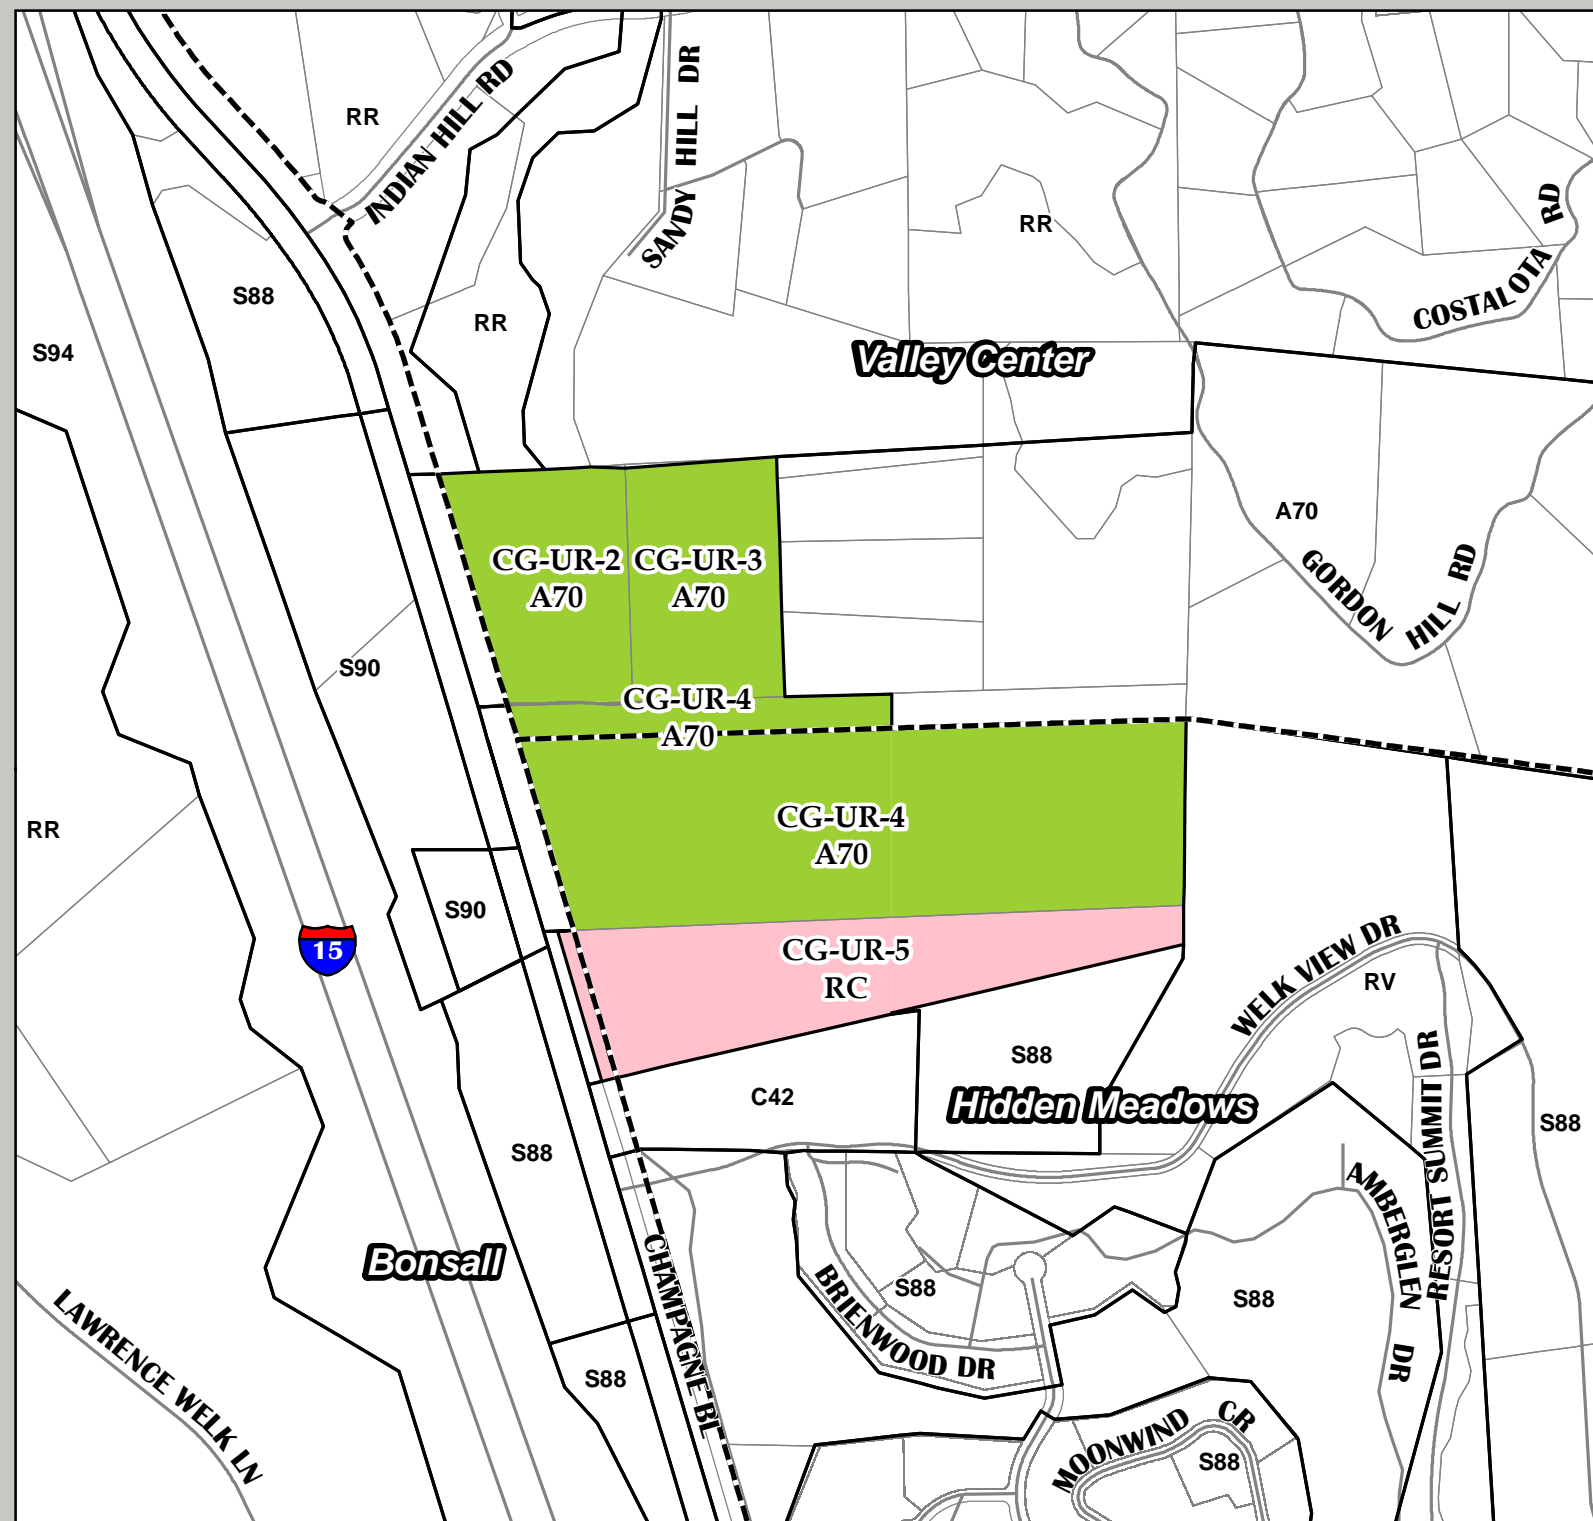 RR
INDIAN HILL RD
SANDY HILL DR
RR
COSTALOTA RD
S88
RR
S94
Valley Center
A70
GORDON HILL RD
CG-UR-2
A70
CG-UR-3
A70
S90
CG-UR-4
A70
CG-UR-4
A70
RR
S90
15
CG-UR-5
RC
WELK VIEW DR
RV
S88
C42
Hidden Meadows
RESORT SUMMIT DR
S88
S88
AMBERGLEN DR
Bonsall
CHAMPAGNE BL
BRIENWOOD DR
S88
S88
LAWRENCE WELK LN
S88
MOONWIND CR
S88